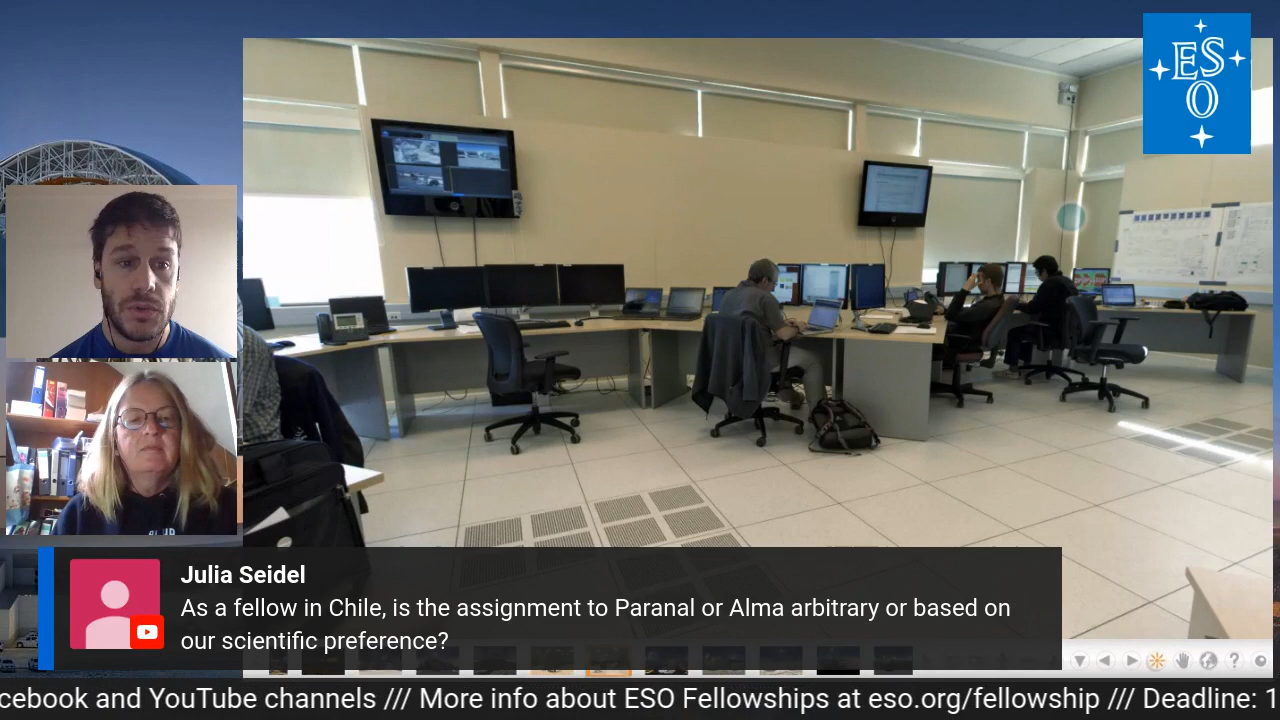 ES
O
Julia Seidel
As a fellow in Chile, is the assignment to Paranal or Alma arbitrary or based on
our scientific preference?
cebook and YouTube channels /// More info about ESO Fellowships at eso.org/fellowship /// Deadline: 1